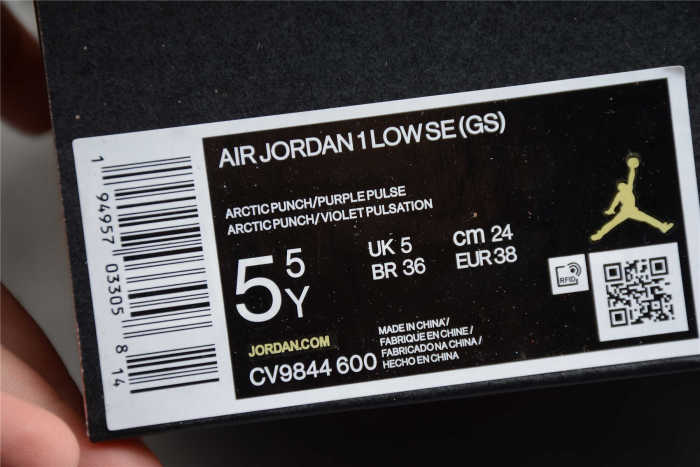 AIR JORDAN 1 LOW SE (GS)
ARCTIC PUNCH/PURPLE PULSE
ARCTIC PUNCH/VIOLET PULSATION
5 5Y
UK 5 cm 24
BR 36 EUR 38
RFID
JORDAN.COM
CV9844 600
MADE IN CHINA/
FABRIQUE EN CHINE/
FABRICADO NA CHINA/
HECHO EN CHINA
1 94957 03305 8 14